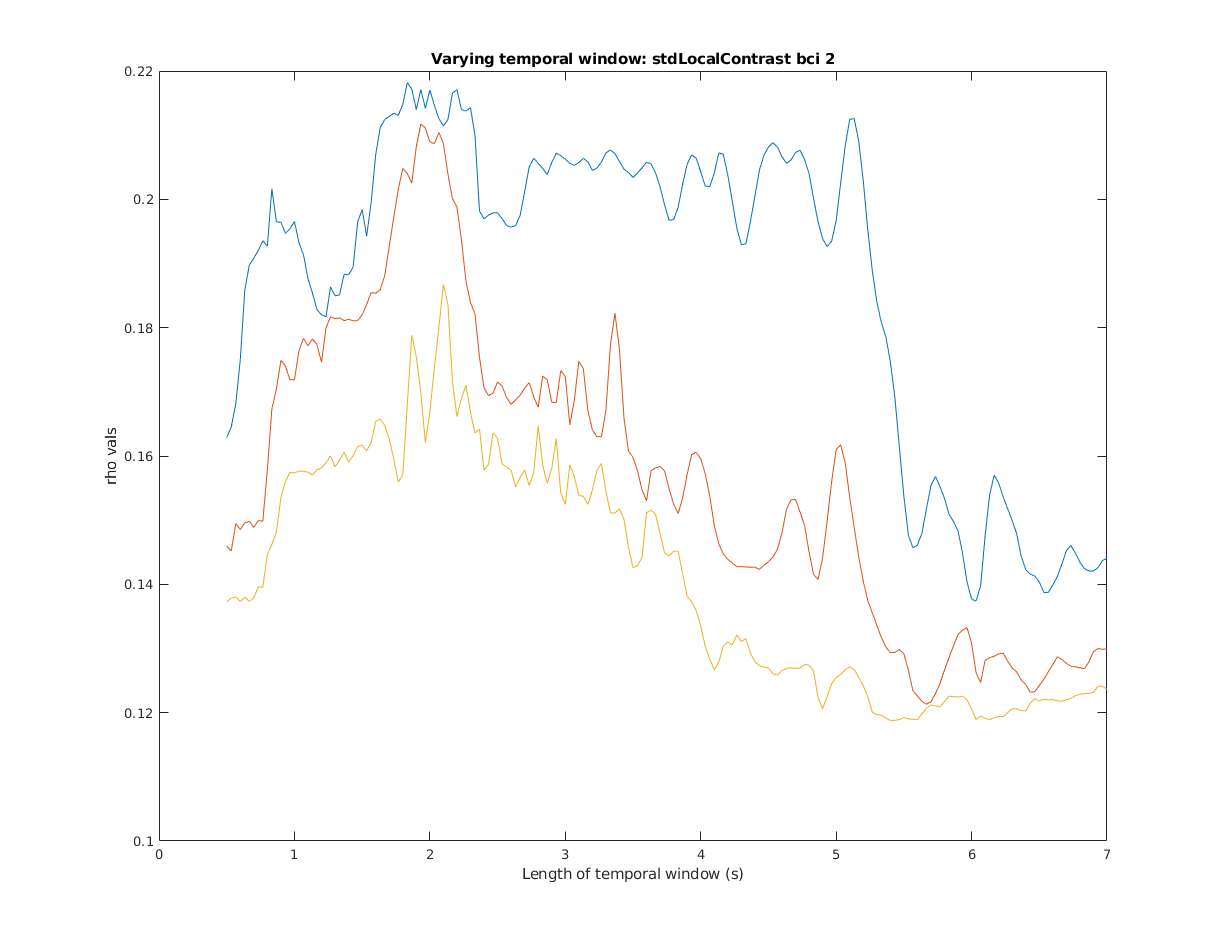 Varying temporal window: stdLocalContrast bci 2
0.22
0.2
0.18
0.16
0.14
0.12
0.1
rho vals
0 1 2 3 4 5 6 7
Length of temporal window (s)